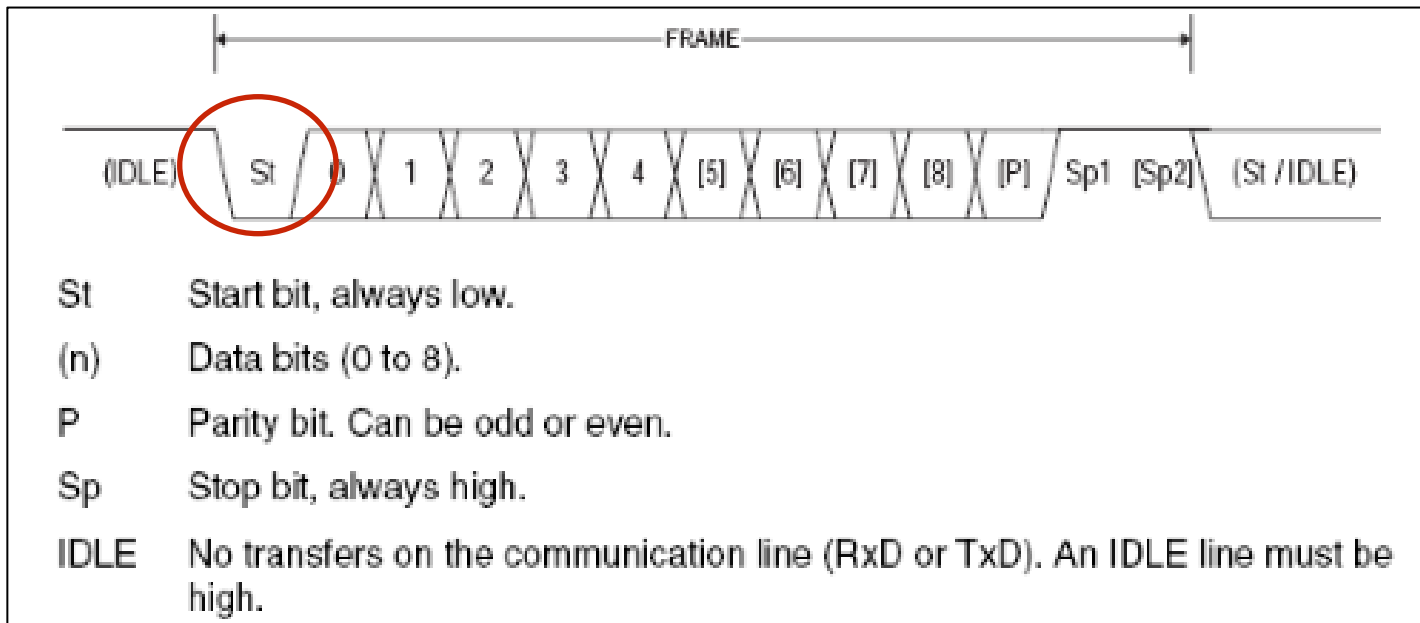 FRAME
(IDLE) St 0 1 2 3 4 [5] [6] [7] [8] [P] Sp1 [Sp2] (St / IDLE)
St Start bit, always low.
(n) Data bits (0 to 8).
P Parity bit. Can be odd or even.
Sp Stop bit, always high.
IDLE No transfers on the communication line (RxD or TxD). An IDLE line must be
high.